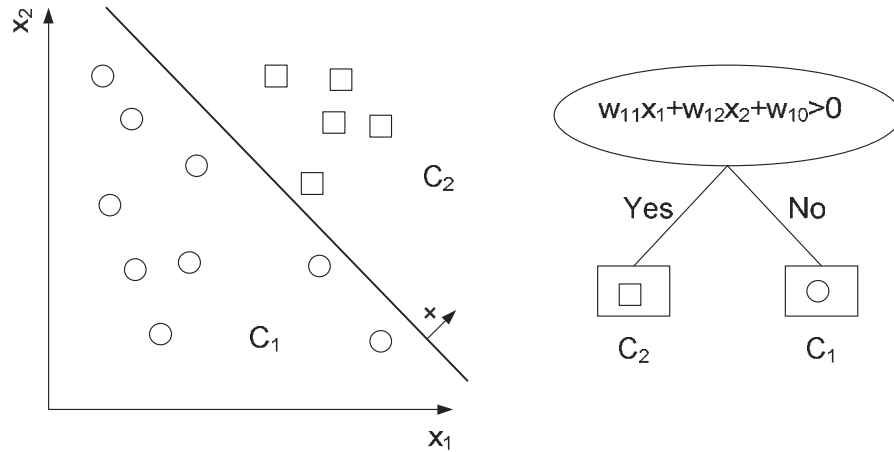 x₂
C₂
C₁
+
x₁
w₁₁x₁+w₁₂x₂+w₁₀>0
Yes
No
C₂
C₁